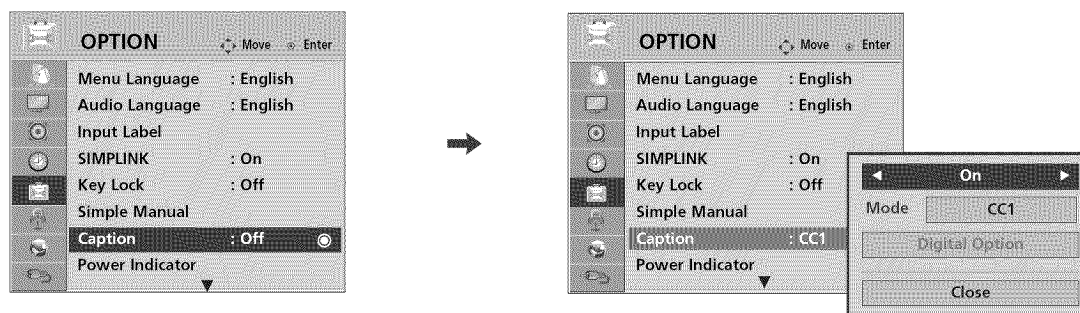 OPTION Move Enter
Menu Language : English
Audio Language : English
Input Label
SIMPLINK : On
Key Lock : Off
Simple Manual
Caption : Off
Power Indicator
OPTION Move Enter
Menu Language : English
Audio Language : English
Input Label
SIMPLINK : On
Key Lock : Off
Simple Manual
Caption : CC1
Power Indicator
On
Mode CC1
Digital Option
Close